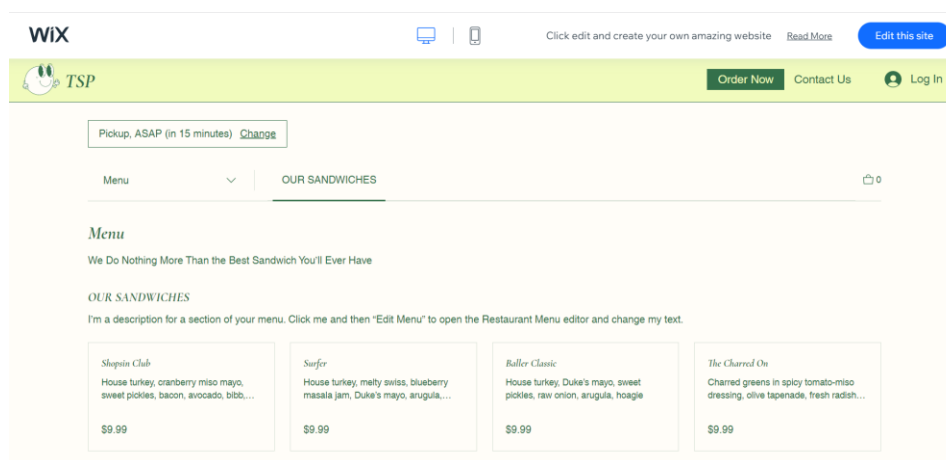 WiX
Click edit and create your own amazing website Read More Edit this site
TSP Order Now Contact Us Log In
Pickup, ASAP (in 15 minutes) Change
Menu OUR SANDWICHES 0
Menu
We Do Nothing More Than the Best Sandwich You'll Ever Have
OUR SANDWICHES
I'm a description for a section of your menu. Click me and then “Edit Menu” to open the Restaurant Menu editor and change my text.
Shopsin Club
House turkey, cranberry miso mayo,
sweet pickles, bacon, avocado, bibb,...
$9.99
Surfer
House turkey, melty swiss, blueberry
masala jam, Duke's mayo, arugula,...
$9.99
Baller Classic
House turkey, Duke's mayo, sweet
pickles, raw onion, arugula, hoagie
$9.99
The Charred On
Charred greens in spicy tomato-miso
dressing, olive tapenade, fresh radish...
$9.99